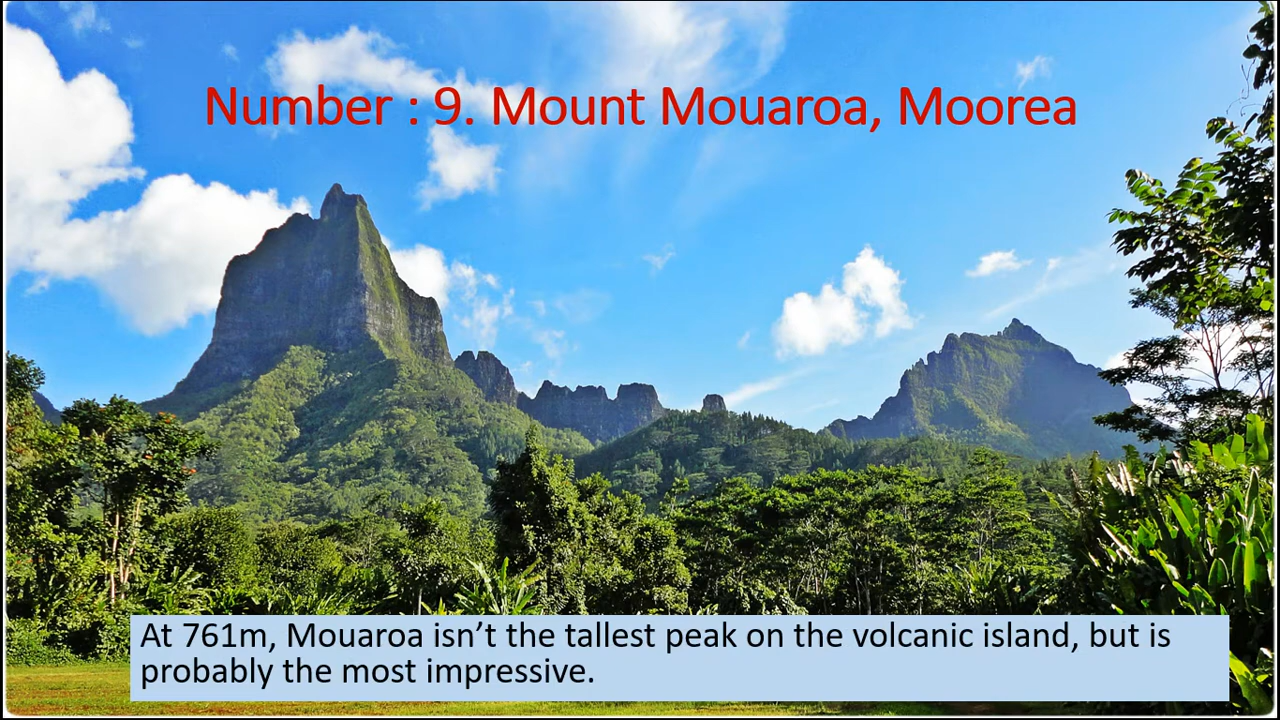 Number : 9. Mount Mouaroa, Moorea
At 761m, Mouaroa isn’t the tallest peak on the volcanic island, but is
probably the most impressive.